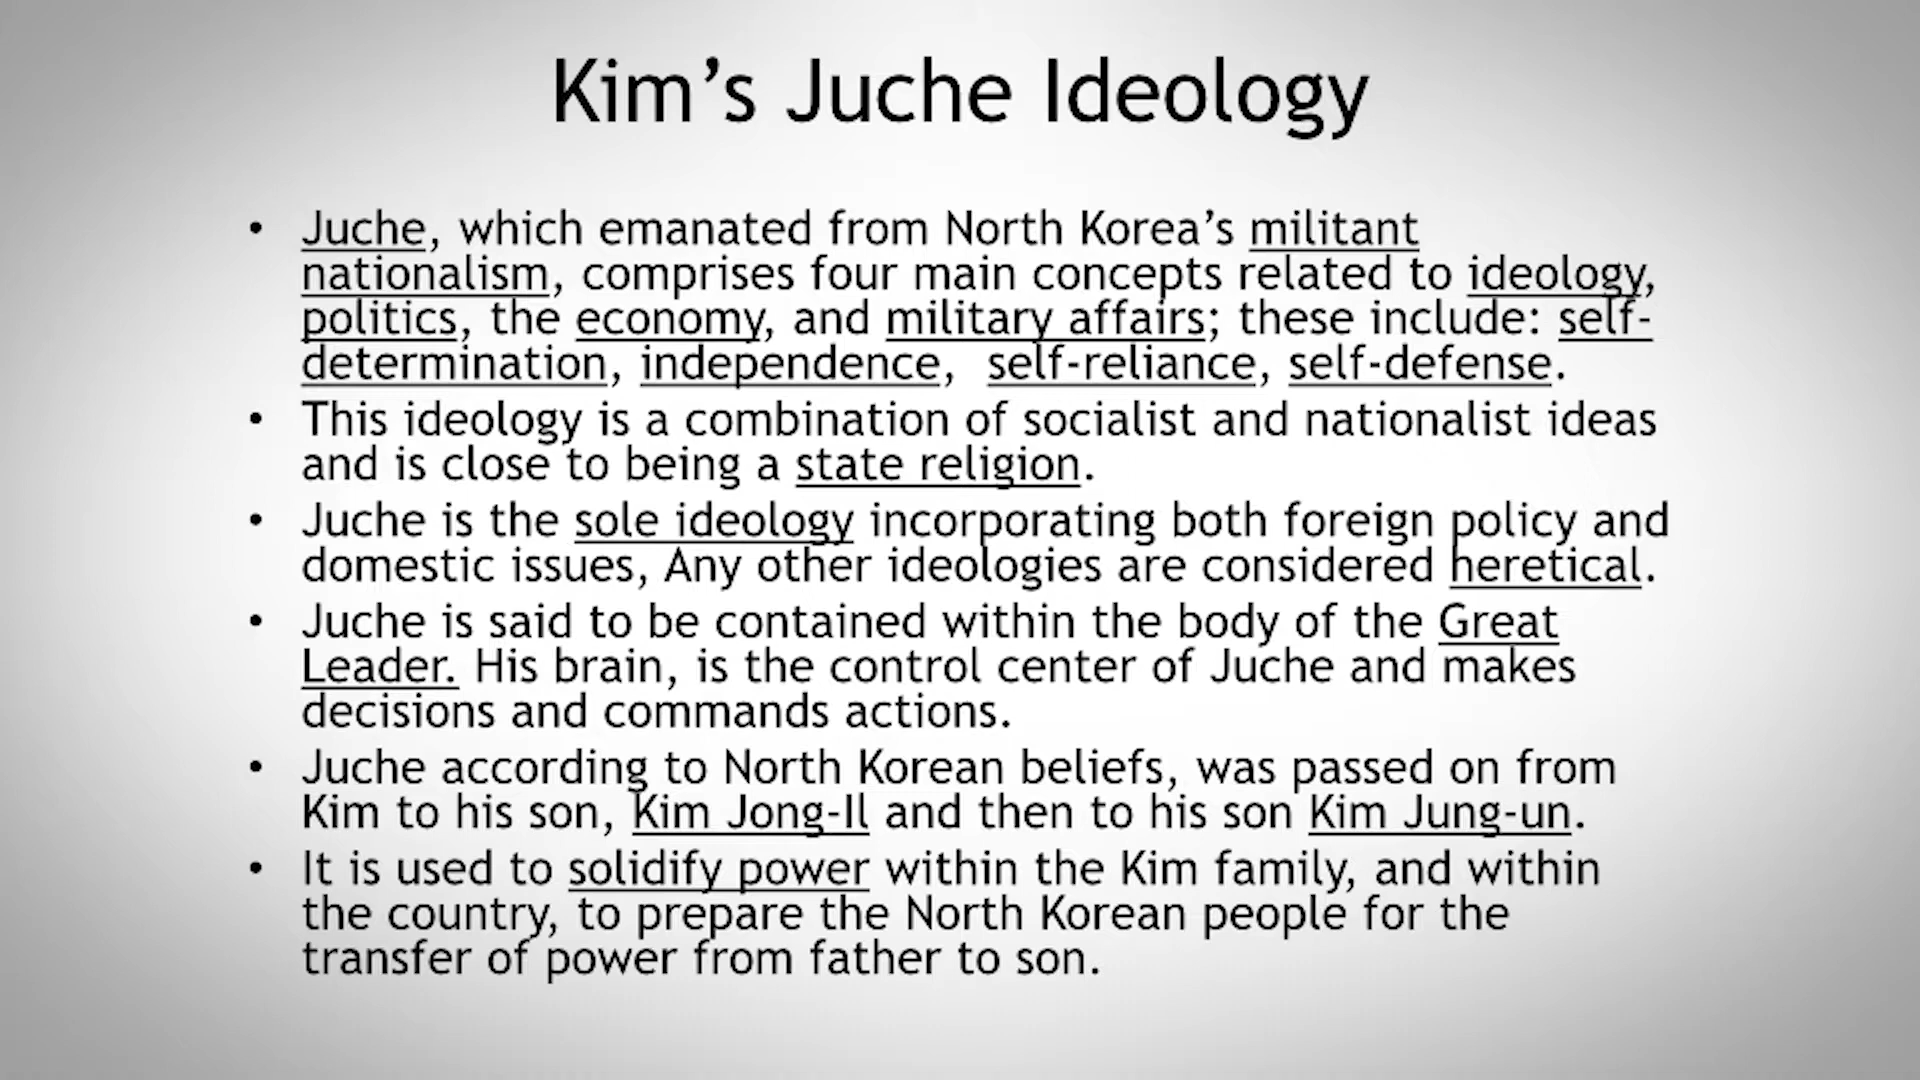 Kim’s Juche Ideology
• Juche, which emanated from North Korea’s militant
nationalism, comprises four main concepts related to ideology,
politics, the economy, and military affairs; these include: self-
determination, independence,  self-reliance, self-defense.
• This ideology is a combination of socialist and nationalist ideas
and is close to being a state religion.
• Juche is the sole ideology incorporating both foreign policy and
domestic issues, Any other ideologies are considered heretical.
• Juche is said to be contained within the body of the Great
Leader. His brain, is the control center of Juche and makes
decisions and commands actions.
• Juche according to North Korean beliefs, was passed on from
Kim to his son, Kim Jong-Il and then to his son Kim Jung-un.
• It is used to solidify power within the Kim family, and within
the country, to prepare the North Korean people for the
transfer of power from father to son.